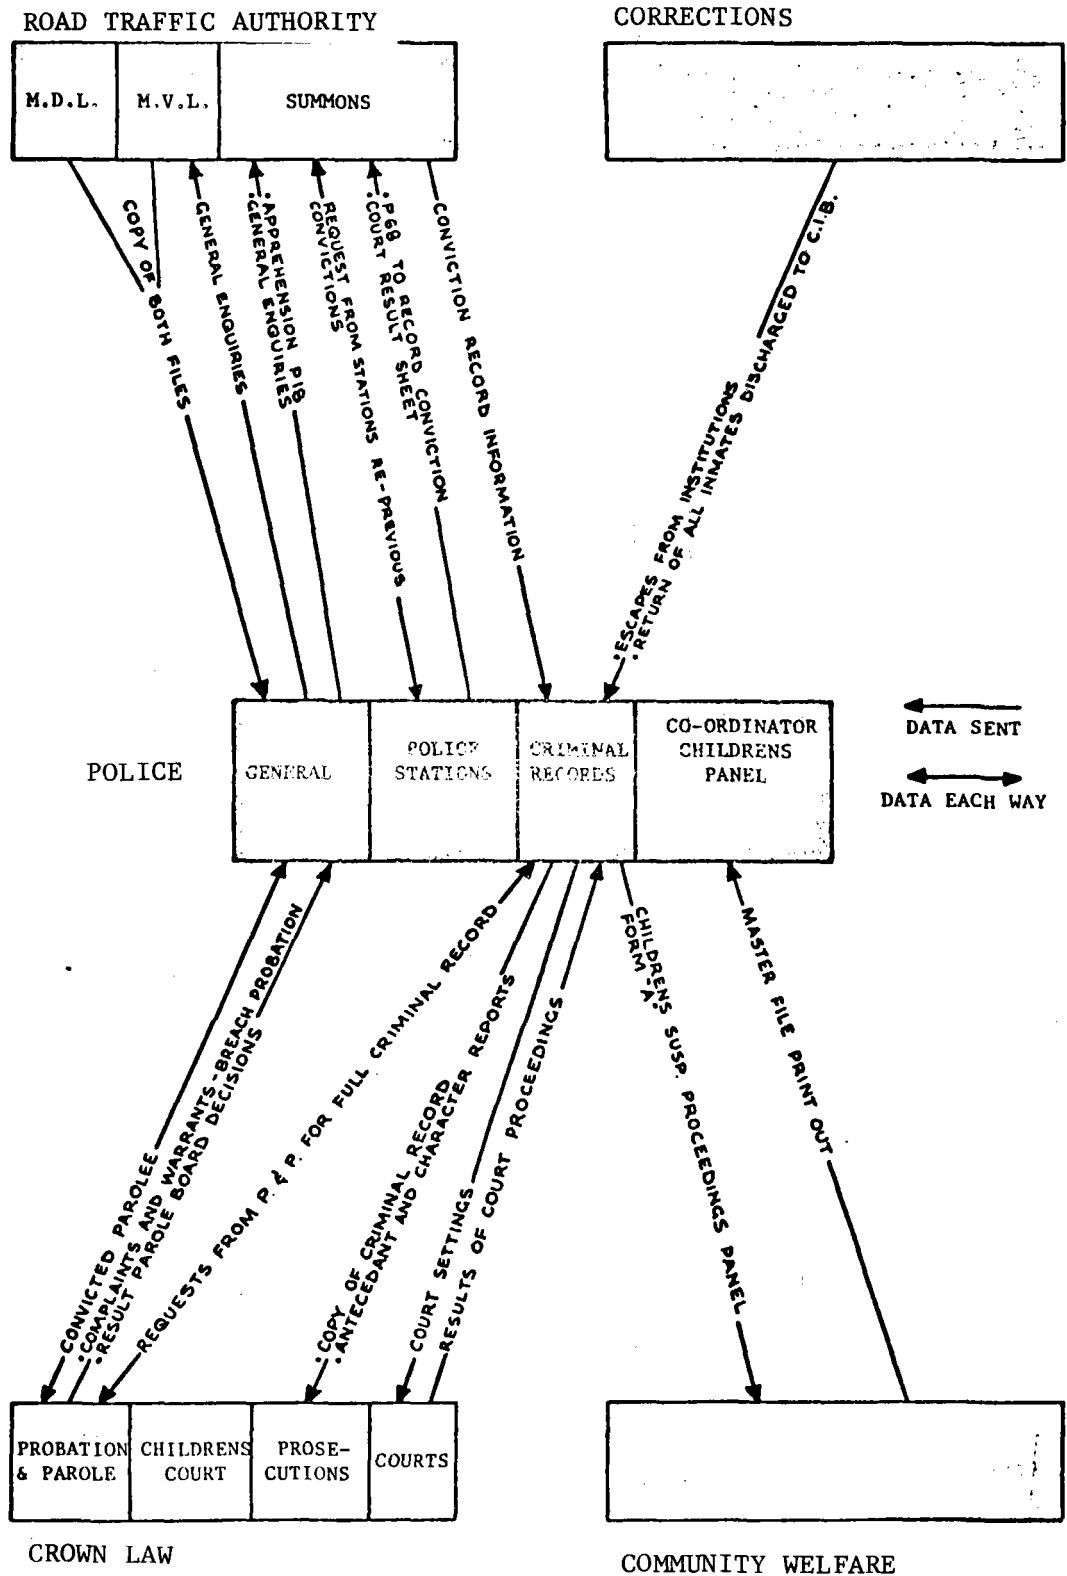 ROAD TRAFFIC AUTHORITY
CORRECTIONS
M.D.L.
M.V.L.
SUMMONS
COPY OF BOTH FILES
GENERAL ENQUIRIES
.APPREHENSION P18
.GENERAL ENQUIRIES
REQUEST FROM STATIONS RE-PREVIOUS
CONVICTIONS
.P68 TO RECORD CONVICTION
.COURT RESULT SHEET
CONVICTION RECORD INFORMATION
.ESCAPES FROM INSTITUTIONS
.RETURN OF ALL INMATES DISCHARGED TO C.I.B.
POLICE
GENERAL
POLICE
STATIONS
CRIMINAL
RECORDS
CO-ORDINATOR
CHILDRENS
PANEL
DATA SENT
DATA EACH WAY
CONVICTED PAROLEE
.COMPLAINTS AND WARRANTS-BREACH PROBATION
.RESULT PAROLE BOARD DECISIONS
REQUESTS FROM P. & P. FOR FULL CRIMINAL RECORD
.COPY OF CRIMINAL RECORD
.ANTECEDANT AND CHARACTER REPORTS
COURT SETTINGS
RESULTS OF COURT PROCEEDINGS
CHILDRENS SUSP. PROCEEDINGS PANEL
FORM 'A'
MASTER FILE PRINT OUT
PROBATION
& PAROLE
CHILDRENS
COURT
PROSE-
CUTIONS
COURTS
CROWN LAW
COMMUNITY WELFARE